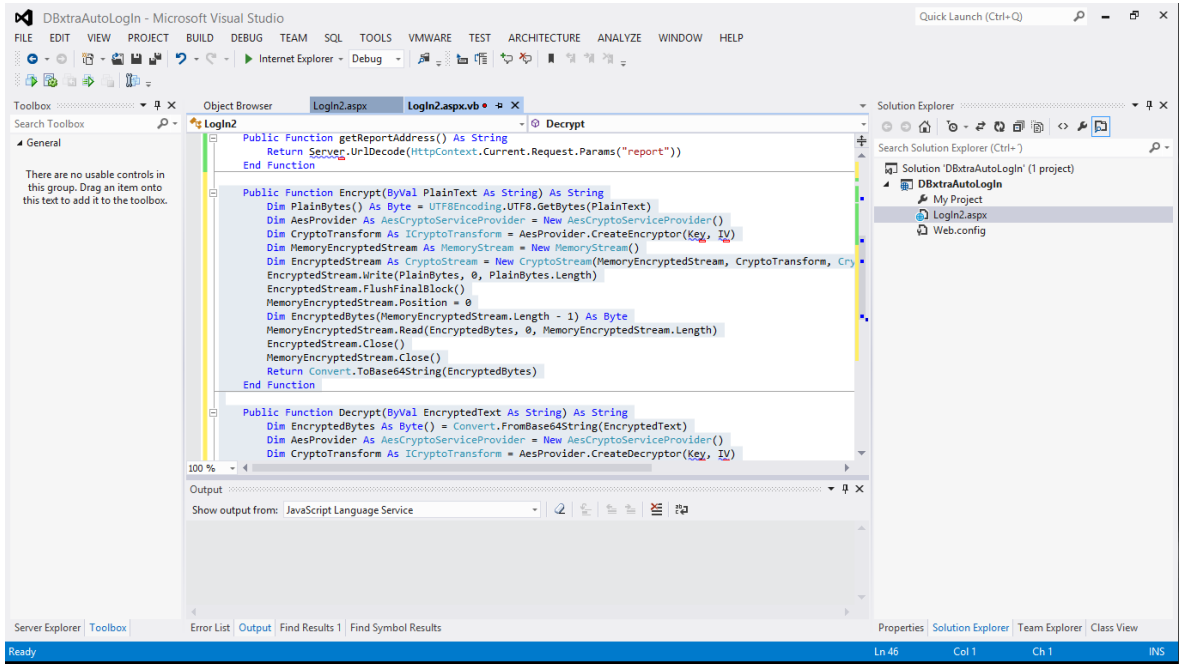 DBxtraAutoLogIn - Microsoft Visual Studio
Quick Launch (Ctrl+Q)
FILE EDIT VIEW PROJECT BUILD DEBUG TEAM SQL TOOLS VMWARE TEST ARCHITECTURE ANALYZE WINDOW HELP
Internet Explorer Debug
Toolbox
Search Toolbox
General
There are no usable controls in
this group. Drag an item onto
this text to add it to the toolbox.
Object Browser LogIn2.aspx LogIn2.aspx.vb
LogIn2 Decrypt
Public Function getReportAddress() As String
Return Server.UrlDecode(HttpContext.Current.Request.Params("report"))
End Function
Public Function Encrypt(ByVal PlainText As String) As String
Dim PlainBytes() As Byte = UTF8Encoding.UTF8.GetBytes(PlainText)
Dim AesProvider As AesCryptoServiceProvider = New AesCryptoServiceProvider()
Dim CryptoTransform As ICryptoTransform = AesProvider.CreateEncryptor(Key, IV)
Dim MemoryEncryptedStream As MemoryStream = New MemoryStream()
Dim EncryptedStream As CryptoStream = New CryptoStream(MemoryEncryptedStream, CryptoTransform, Cry
EncryptedStream.Write(PlainBytes, 0, PlainBytes.Length)
EncryptedStream.FlushFinalBlock()
MemoryEncryptedStream.Position = 0
Dim EncryptedBytes(MemoryEncryptedStream.Length - 1) As Byte
MemoryEncryptedStream.Read(EncryptedBytes, 0, MemoryEncryptedStream.Length)
EncryptedStream.Close()
MemoryEncryptedStream.Close()
Return Convert.ToBase64String(EncryptedBytes)
End Function
Public Function Decrypt(ByVal EncryptedText As String) As String
Dim EncryptedBytes As Byte() = Convert.FromBase64String(EncryptedText)
Dim AesProvider As AesCryptoServiceProvider = New AesCryptoServiceProvider()
Dim CryptoTransform As ICryptoTransform = AesProvider.CreateDecryptor(Key, IV)
100 %
Output
Show output from: JavaScript Language Service
Solution Explorer
Search Solution Explorer (Ctrl+¨)
Solution 'DBxtraAutoLogIn' (1 project)
DBxtraAutoLogIn
My Project
LogIn2.aspx
Web.config
Server Explorer Toolbox
Error List Output Find Results 1 Find Symbol Results
Properties Solution Explorer Team Explorer Class View
Ready Ln 46 Col 1 Ch 1 INS